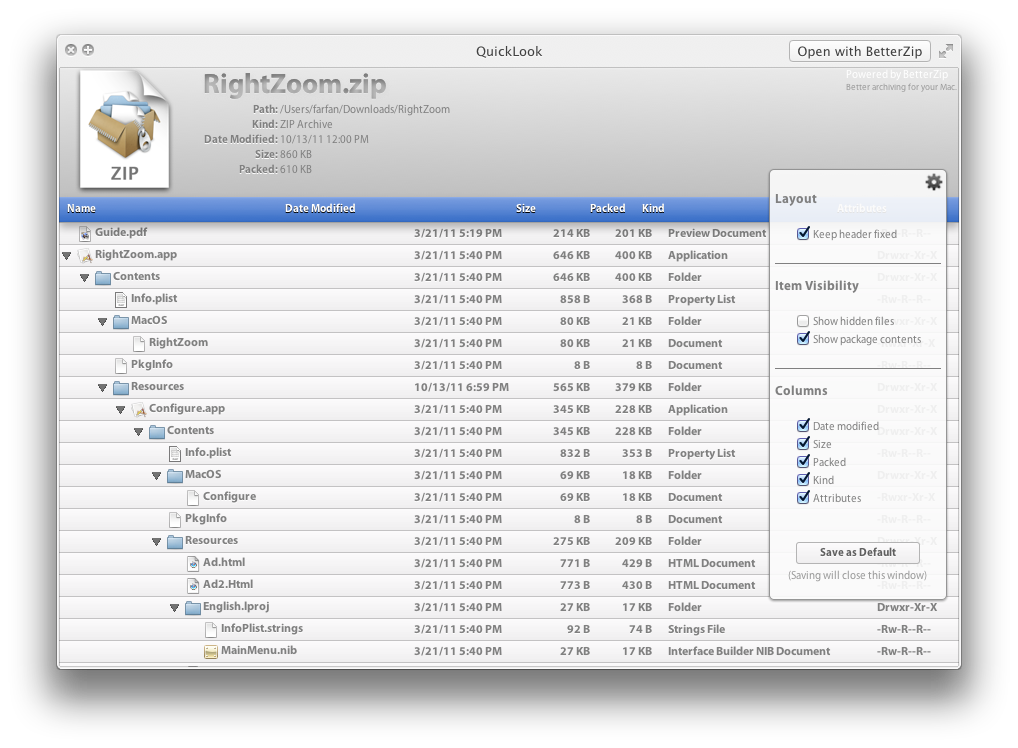 QuickLook
Open with BetterZip
ZIP
RightZoom.zip
Path: /Users/farfan/Downloads/RightZoom
Kind: ZIP Archive
Date Modified: 10/13/11 12:00 PM
Size: 860 KB
Packed: 610 KB
Powered by BetterZip
Better archiving for your Mac.
Name Date Modified Size Packed Kind Attributes
Guide.pdf 3/21/11 5:19 PM 214 KB 201 KB Preview Document
RightZoom.app 3/21/11 5:40 PM 646 KB 400 KB Application Drwxr-Xr-X
Contents 3/21/11 5:40 PM 646 KB 400 KB Folder
Info.plist 3/21/11 5:40 PM 858 B 368 B Property List -Rw-R--R--
MacOS 3/21/11 5:40 PM 80 KB 21 KB Folder
RightZoom 3/21/11 5:40 PM 80 KB 21 KB Document
PkgInfo 3/21/11 5:40 PM 8 B 8 B Document -Rw-R--R--
Resources 10/13/11 6:59 PM 565 KB 379 KB Folder Drwxr-Xr-X
Configure.app 3/21/11 5:40 PM 345 KB 228 KB Application Drwxr-Xr-X
Contents 3/21/11 5:40 PM 345 KB 228 KB Folder
Info.plist 3/21/11 5:40 PM 832 B 353 B Property List -Rw-R--R--
MacOS 3/21/11 5:40 PM 69 KB 18 KB Folder Drwxr-Xr-X
Configure 3/21/11 5:40 PM 69 KB 18 KB Document -Rwxr-Xr-X
PkgInfo 3/21/11 5:40 PM 8 B 8 B Document -Rw-R--R--
Resources 3/21/11 5:40 PM 275 KB 209 KB Folder
Ad.html 3/21/11 5:40 PM 771 B 429 B HTML Document
Ad2.Html 3/21/11 5:40 PM 773 B 430 B HTML Document
English.lproj 3/21/11 5:40 PM 27 KB 17 KB Folder Drwxr-Xr-X
InfoPlist.strings 3/21/11 5:40 PM 92 B 74 B Strings File -Rw-R--R--
MainMenu.nib 3/21/11 5:40 PM 27 KB 17 KB Interface Builder NIB Document -Rw-R--R--
Layout
Keep header fixed
Item Visibility
Show hidden files
Show package contents
Columns
Date modified
Size
Packed
Kind
Attributes
Save as Default
(Saving will close this window)